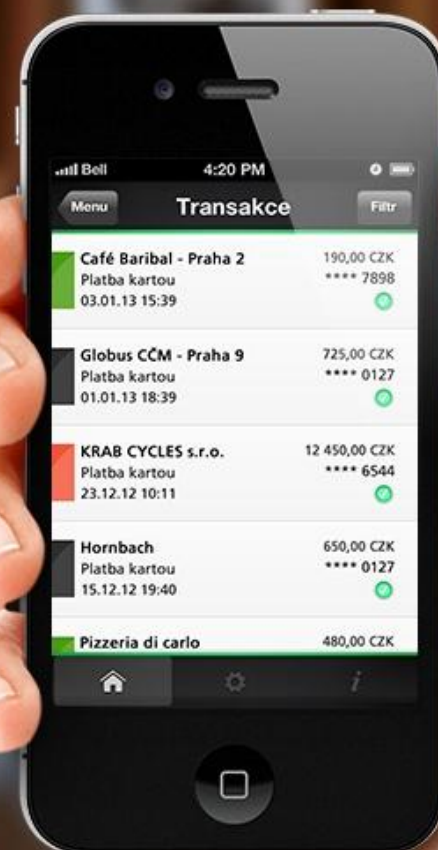 Bell 4:20 PM
Menu Transakce Filtr
Café Baribal - Praha 2 190,00 CZK
Platba kartou **** 7898
03.01.13 15:39
Globus CČM - Praha 9 725,00 CZK
Platba kartou **** 0127
01.01.13 18:39
KRAB CYCLES s.r.o. 12 450,00 CZK
Platba kartou **** 6544
23.12.12 10:11
Hornbach 650,00 CZK
Platba kartou **** 0127
15.12.12 19:40
Pizzeria di carlo 480,00 CZK
i